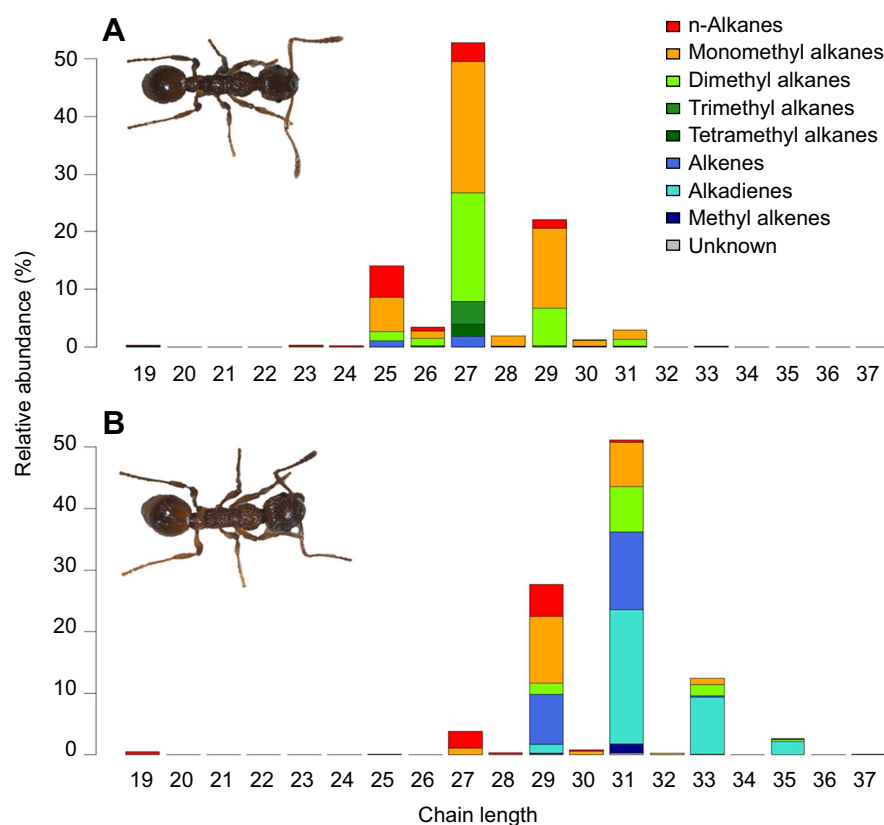 A
n-Alkanes
Monomethyl alkanes
Dimethyl alkanes
Trimethyl alkanes
Tetramethyl alkanes
Alkenes
Alkadienes
Methyl alkenes
Unknown
50
40
30
20
10
0
19 20 21 22 23 24 25 26 27 28 29 30 31 32 33 34 35 36 37
Relative abundance (%)
B
50
40
30
20
10
0
19 20 21 22 23 24 25 26 27 28 29 30 31 32 33 34 35 36 37
Chain length